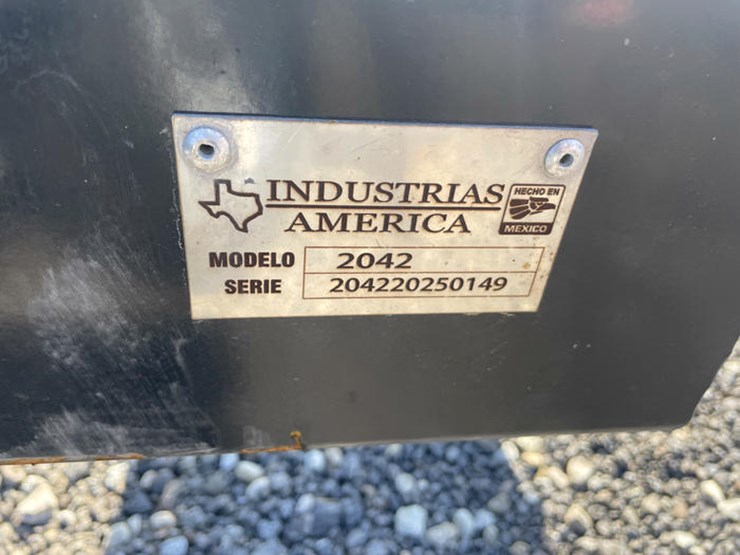 INDUSTRIAS
AMERICA
HECHO EN
MEXICO
MODELO 2042
SERIE 204220250149